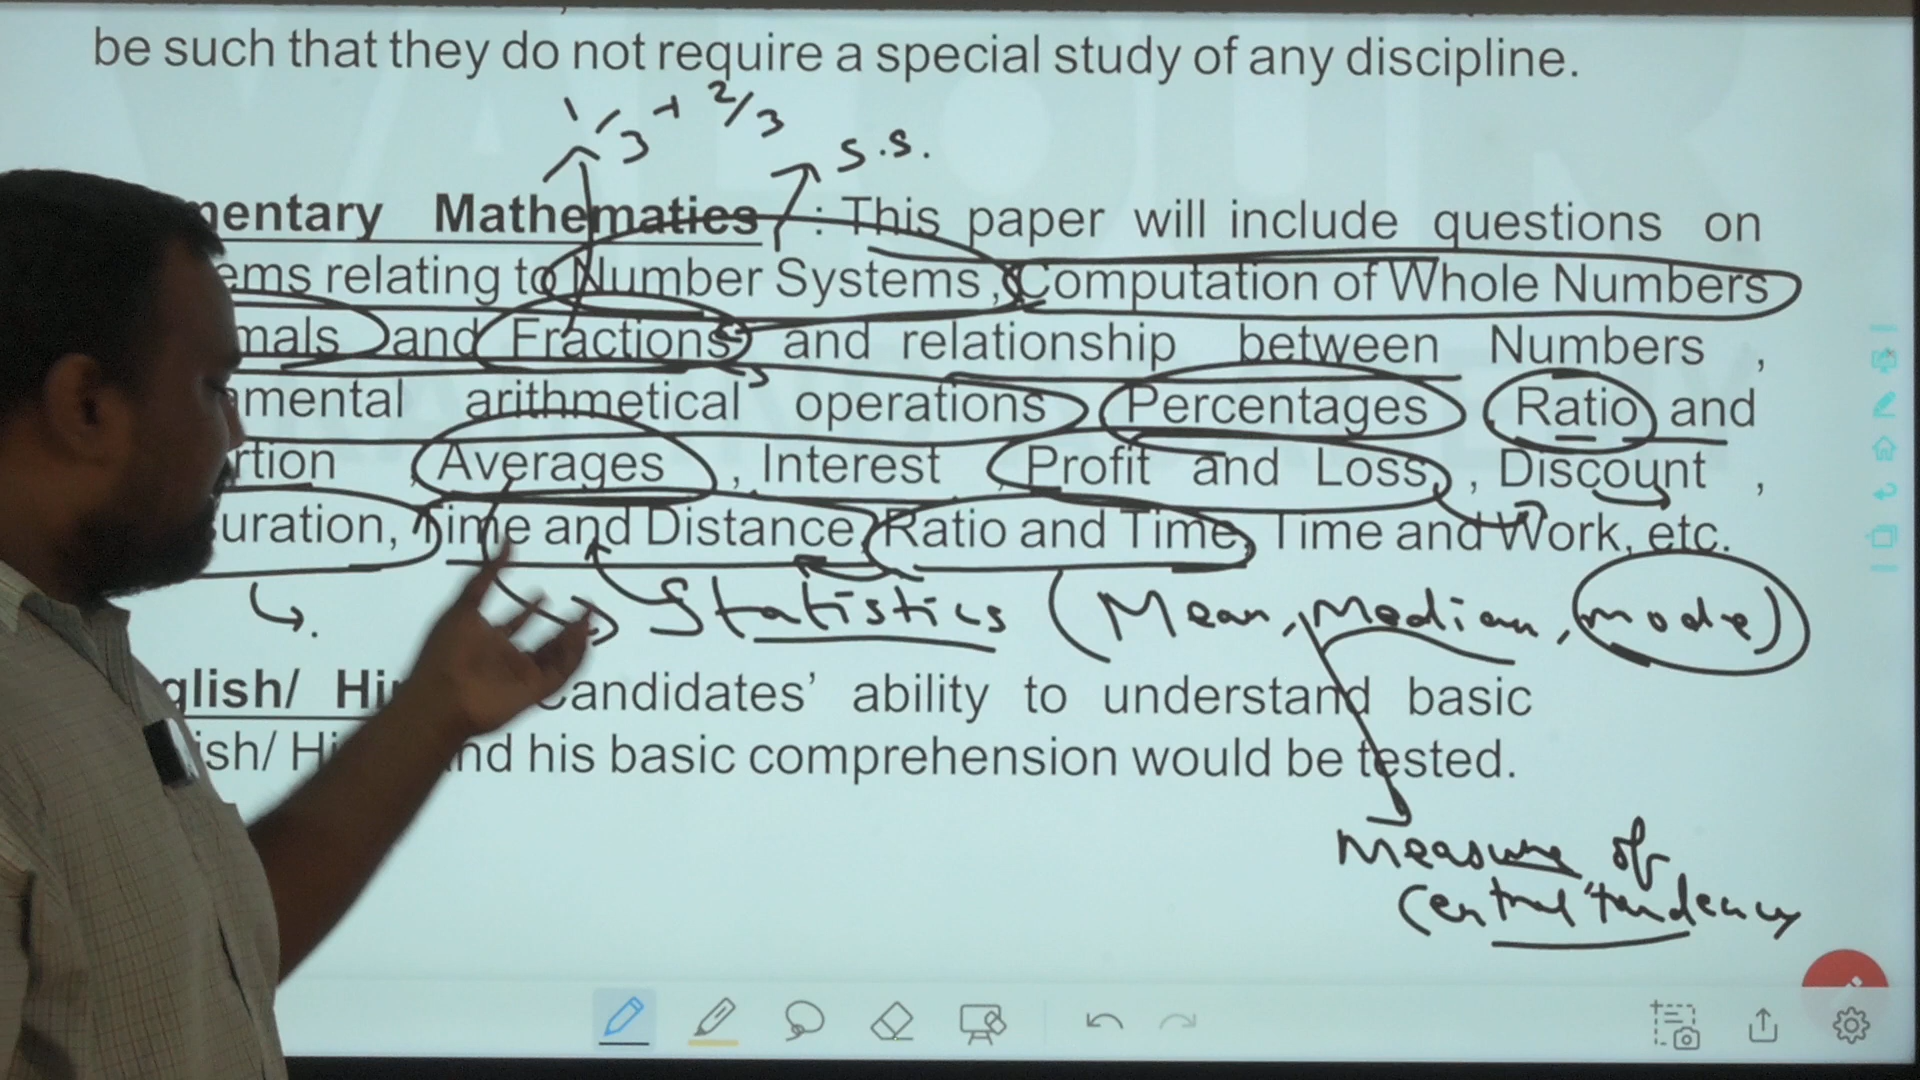 be such that they do not require a special study of any discipline.
1/3 + 2/3
S.S.
mentary Mathematics : This paper will include questions on
ems relating to Number Systems, Computation of Whole Numbers
mals and Fractions and relationship between Numbers ,
mental arithmetical operations Percentages Ratio and
rtion , Averages , Interest , Profit and Loss, , Discount ,
uration, Time and Distance, Ratio and Time, Time and Work, etc.
Statistics (Mean, Median, mode)
glish/ Hi Candidates' ability to understand basic
ish/ Hi nd his basic comprehension would be tested.
Measure of
central tendency